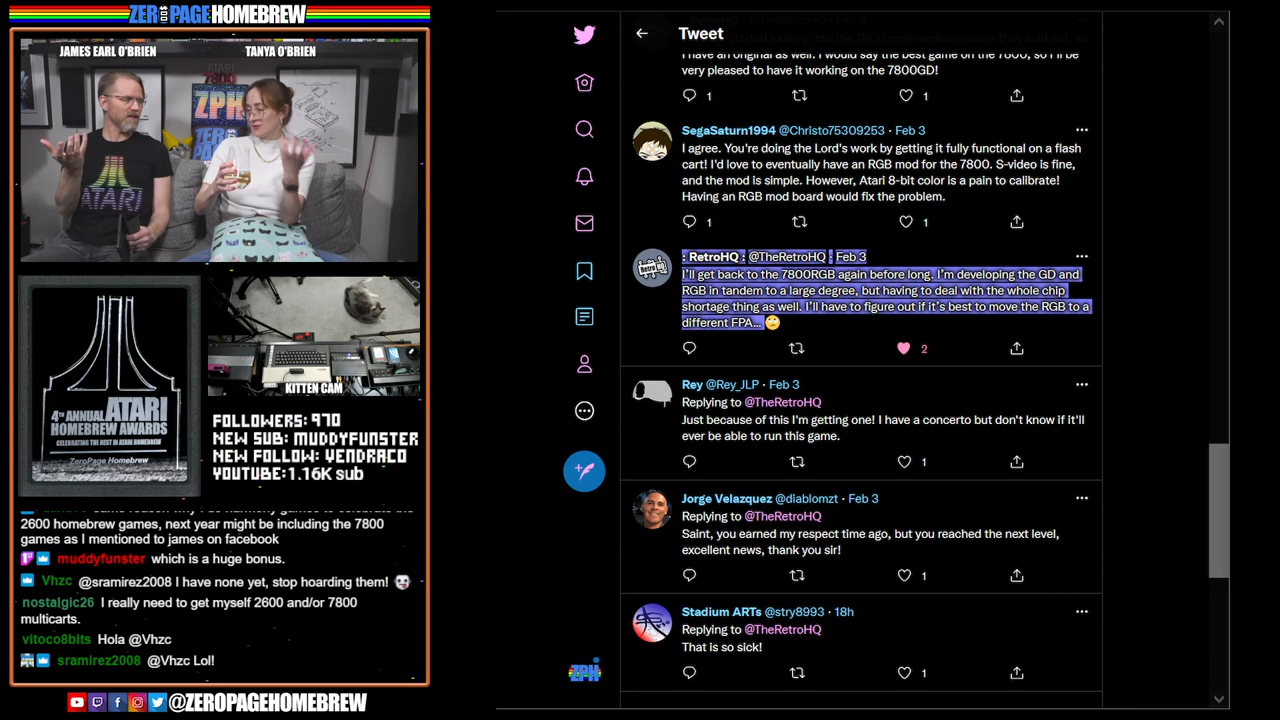 ZEROPAGE HOMEBREW
JAMES EARL O'BRIEN
TANYA O'BRIEN
ATARI
7800
ZPH
ATARI
4TH ANNUAL ATARI
HOMEBREW AWARDS
CELEBRATING THE BEST IN ATARI HOMEBREW
ZeroPage Homebrew
KITTEN CAM
FOLLOWERS: 970
NEW SUB: MUDDYFUNSTER
NEW FOLLOW: VENDRACO
YOUTUBE: 1.16K sub
2600 homebrew games, next year might be including the 7800
games as I mentioned to james on facebook
muddyfunster which is a huge bonus.
Vhzc @sramirez2008 I have none yet, stop hoarding them!
nostalgic26 I really need to get myself 2600 and/or 7800
multicarts.
vitoco8bits Hola @Vhzc
sramirez2008 @Vhzc Lol!
@ZEROPAGEHOMEBREW
Tweet
I have an original as well. I would say the best game on the 7800, so I'll be
very pleased to have it working on the 7800GD!
1
1
SegaSaturn1994 @Christo75309253 · Feb 3
I agree. You're doing the Lord's work by getting it fully functional on a flash
cart! I'd love to eventually have an RGB mod for the 7800. S-video is fine,
and the mod is simple. However, Atari 8-bit color is a pain to calibrate!
Having an RGB mod board would fix the problem.
1
1
: RetroHQ : @TheRetroHQ : Feb 3
I'll get back to the 7800RGB again before long. I'm developing the GD and
RGB in tandem to a large degree, but having to deal with the whole chip
shortage thing as well. I'll have to figure out if it's best to move the RGB to a
different FPA... 🙄
2
Rey @Rey_JLP · Feb 3
Replying to @TheRetroHQ
Just because of this I'm getting one! I have a concerto but don't know if it'll
ever be able to run this game.
1
Jorge Velazquez @diablomzt · Feb 3
Replying to @TheRetroHQ
Saint, you earned my respect time ago, but you reached the next level,
excellent news, thank you sir!
1
Stadium ARTs @stry8993 · 18h
Replying to @TheRetroHQ
That is so sick!
1
ZPH